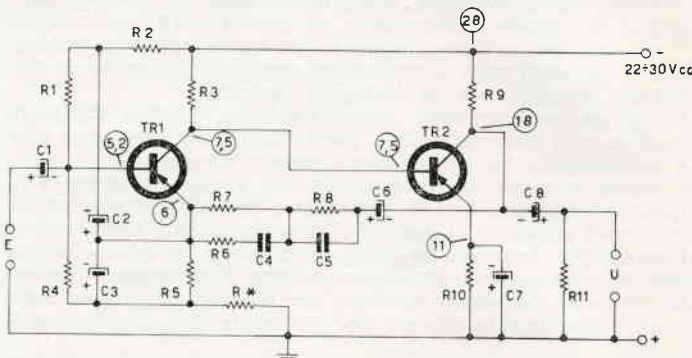 28
R2
-
22÷30Vcc
R1
R3
R9
TR1
TR2
18
C1
5,2
7,5
7,5
+ -
6
R7
R8
C6
C8
+ -
- +
E
C2
-
+
R6
C4
C5
11
U
R4
C3
-
+
R5
R*
R10
-
+
C7
R11
+